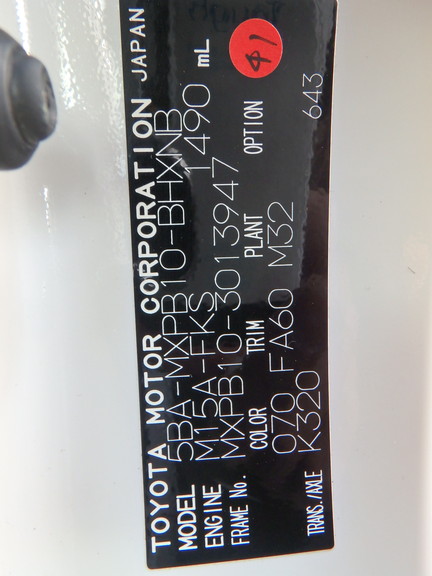 TOYOTA MOTOR CORPORATION JAPAN
MODEL 5BA-MXPB10-BHXNB
ENGINE M15A-FKS 1490 mL
FRAME No. MXPB10-3013947
COLOR TRIM PLANT OPTION
070 FA60 M32
TRANS./AXLE K320 643
41